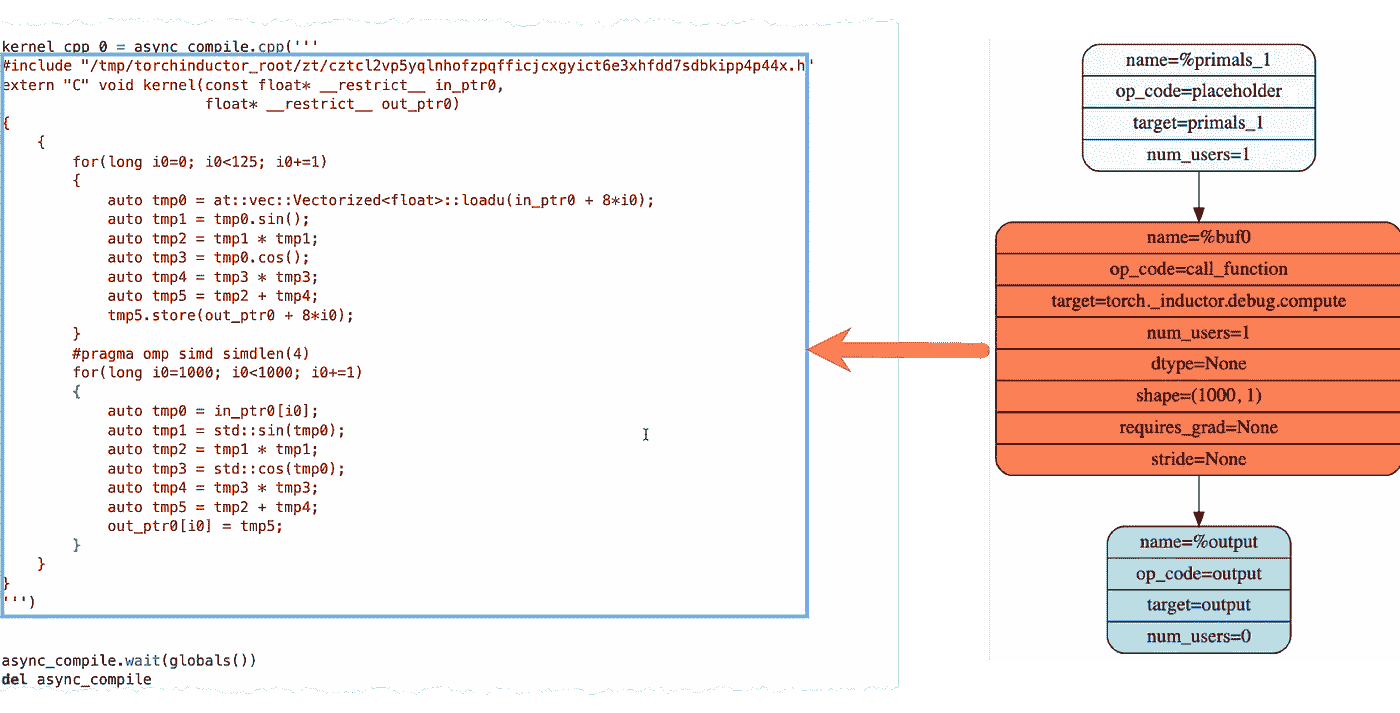 kernel_cpp_0 = async_compile.cpp('''
#include "/tmp/torchinductor_root/zt/cztcl2vp5yqlnhofzpqfficjcxgyict6e3xhfdd7sdbkipp4p44x.h"
extern "C" void kernel(const float* __restrict__ in_ptr0,
                       float* __restrict__ out_ptr0)
{
    {
        for(long i0=0; i0<125; i0+=1)
        {
            auto tmp0 = at::vec::Vectorized<float>::loadu(in_ptr0 + 8*i0);
            auto tmp1 = tmp0.sin();
            auto tmp2 = tmp1 * tmp1;
            auto tmp3 = tmp0.cos();
            auto tmp4 = tmp3 * tmp3;
            auto tmp5 = tmp2 + tmp4;
            tmp5.store(out_ptr0 + 8*i0);
        }
        #pragma omp simd simdlen(4)
        for(long i0=1000; i0<1000; i0+=1)
        {
            auto tmp0 = in_ptr0[i0];
            auto tmp1 = std::sin(tmp0);
            auto tmp2 = tmp1 * tmp1;
            auto tmp3 = std::cos(tmp0);
            auto tmp4 = tmp3 * tmp3;
            auto tmp5 = tmp2 + tmp4;
            out_ptr0[i0] = tmp5;
        }
    }
}
''')
async_compile.wait(globals())
del async_compile
name=%primals_1
op_code=placeholder
target=primals_1
num_users=1
name=%buf0
op_code=call_function
target=torch._inductor.debug.compute
num_users=1
dtype=None
shape=(1000, 1)
requires_grad=None
stride=None
name=%output
op_code=output
target=output
num_users=0